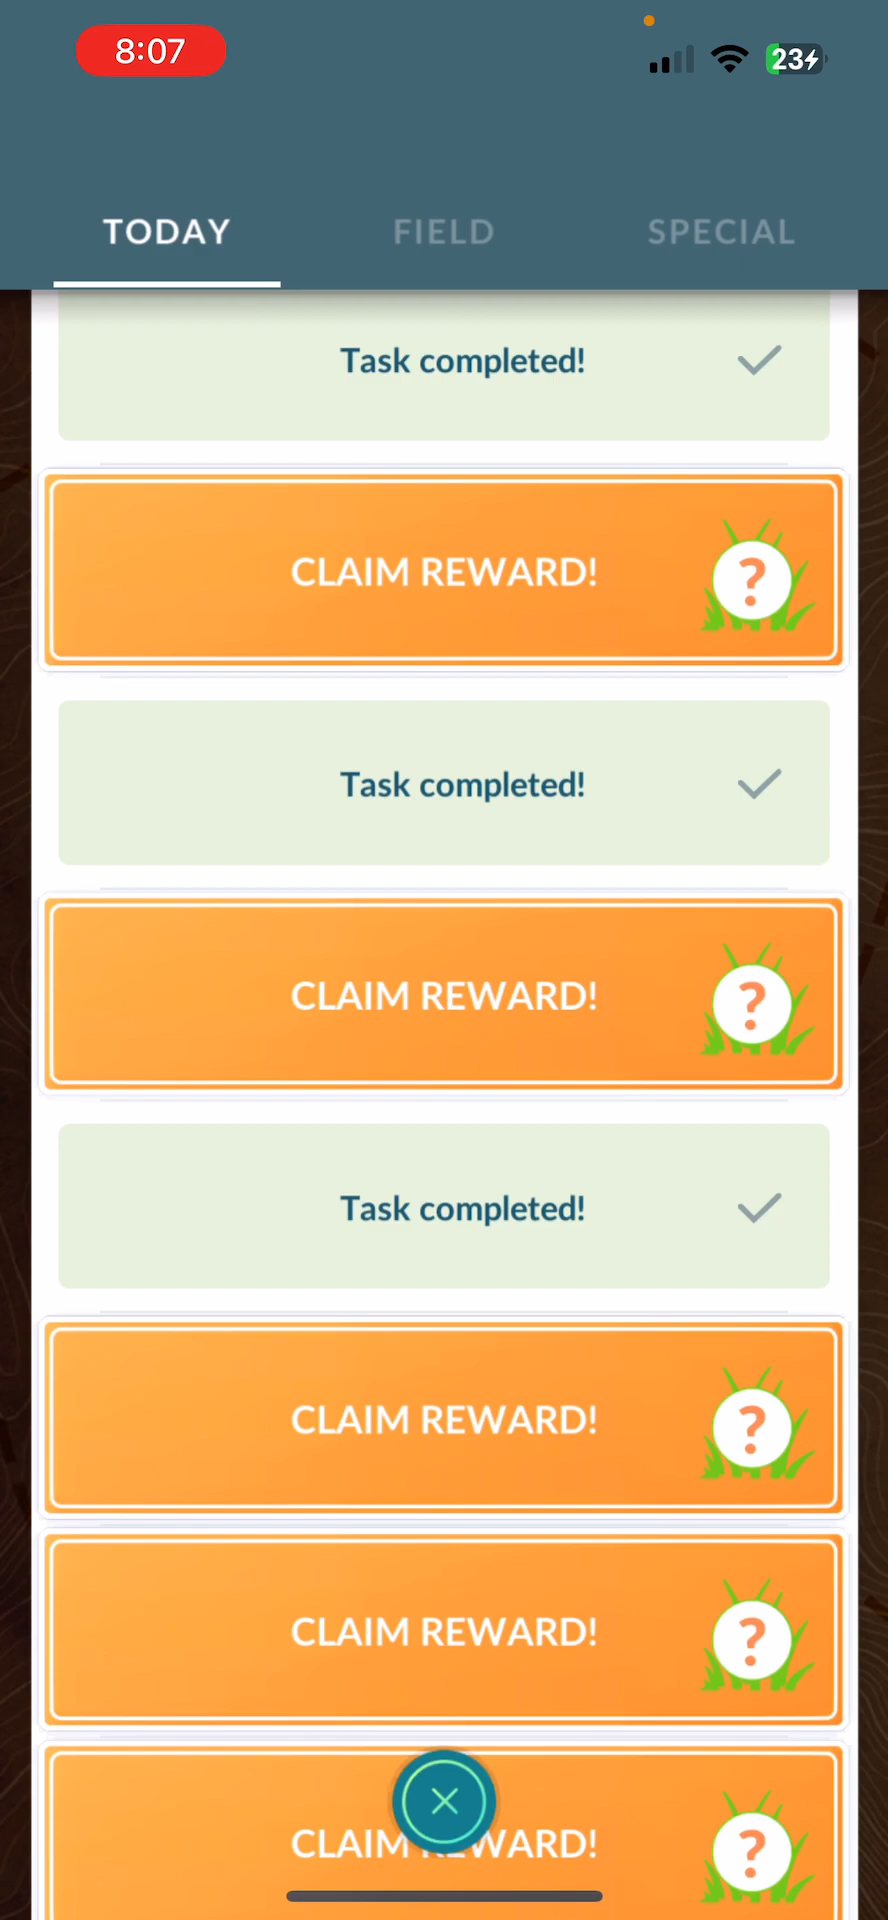 8:07
23
TODAY
FIELD
SPECIAL
Task completed!
CLAIM REWARD!
?
Task completed!
CLAIM REWARD!
?
Task completed!
CLAIM REWARD!
?
CLAIM REWARD!
?
CLAIM REWARD!
?